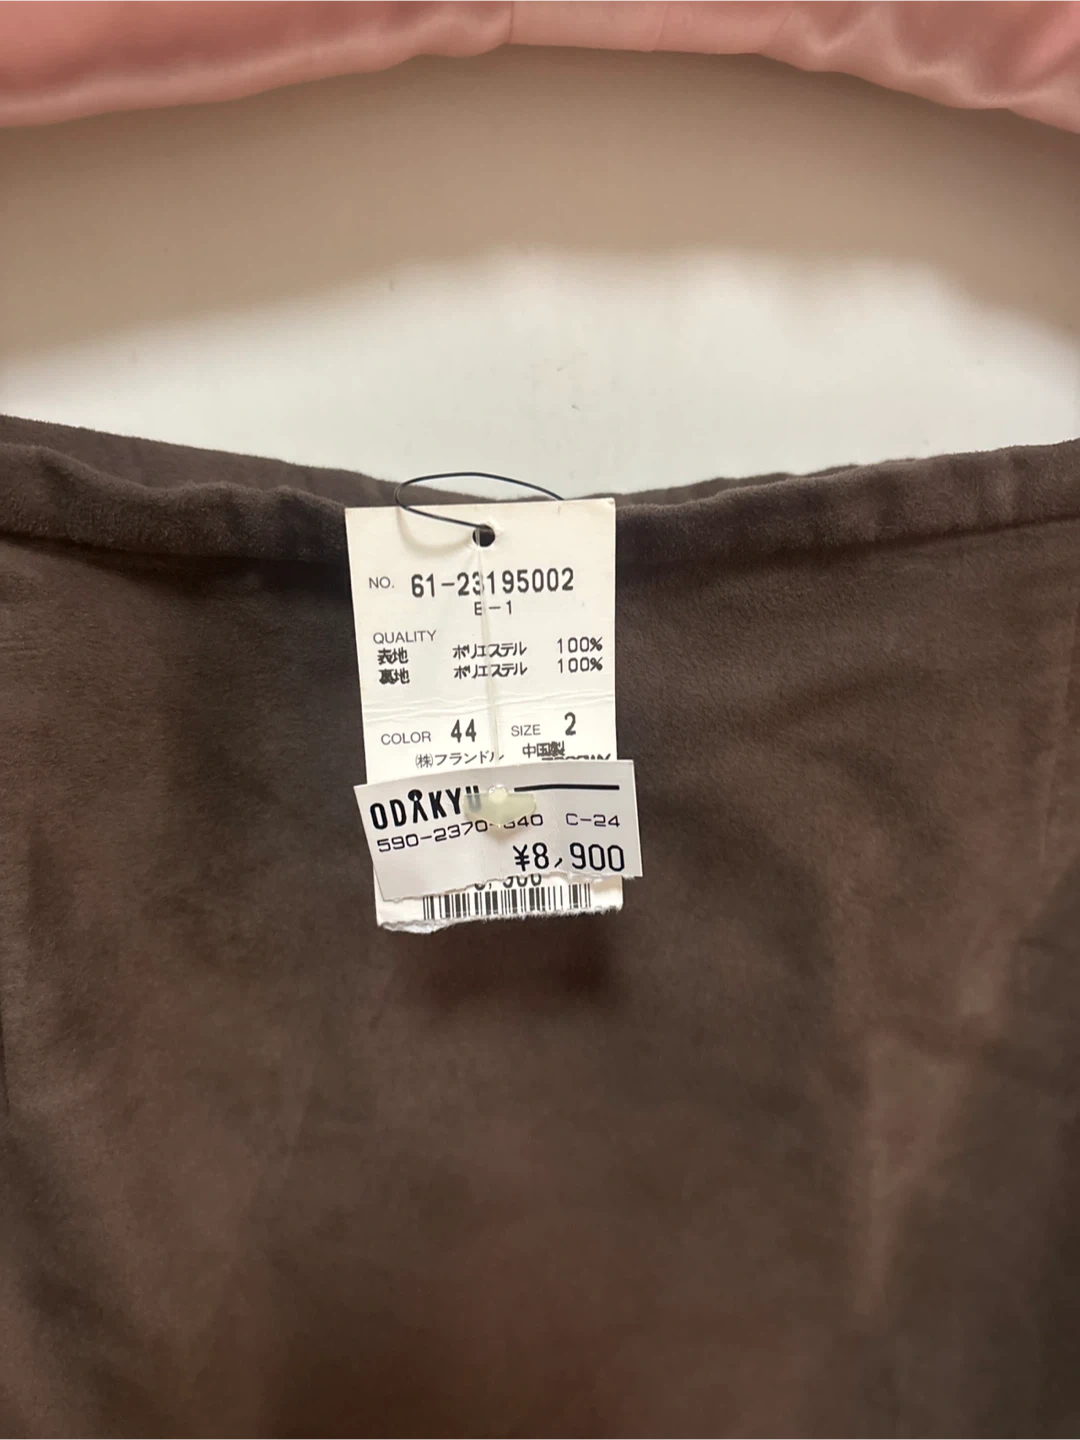 NO. 61-23195002
E-1
QUALITY
表地 ポリエステル 100%
裏地 ポリエステル 100%
COLOR 44 SIZE 2
(株)フランドル 中国製
ODAKYU
590-2370- 340 C-24
¥8,900